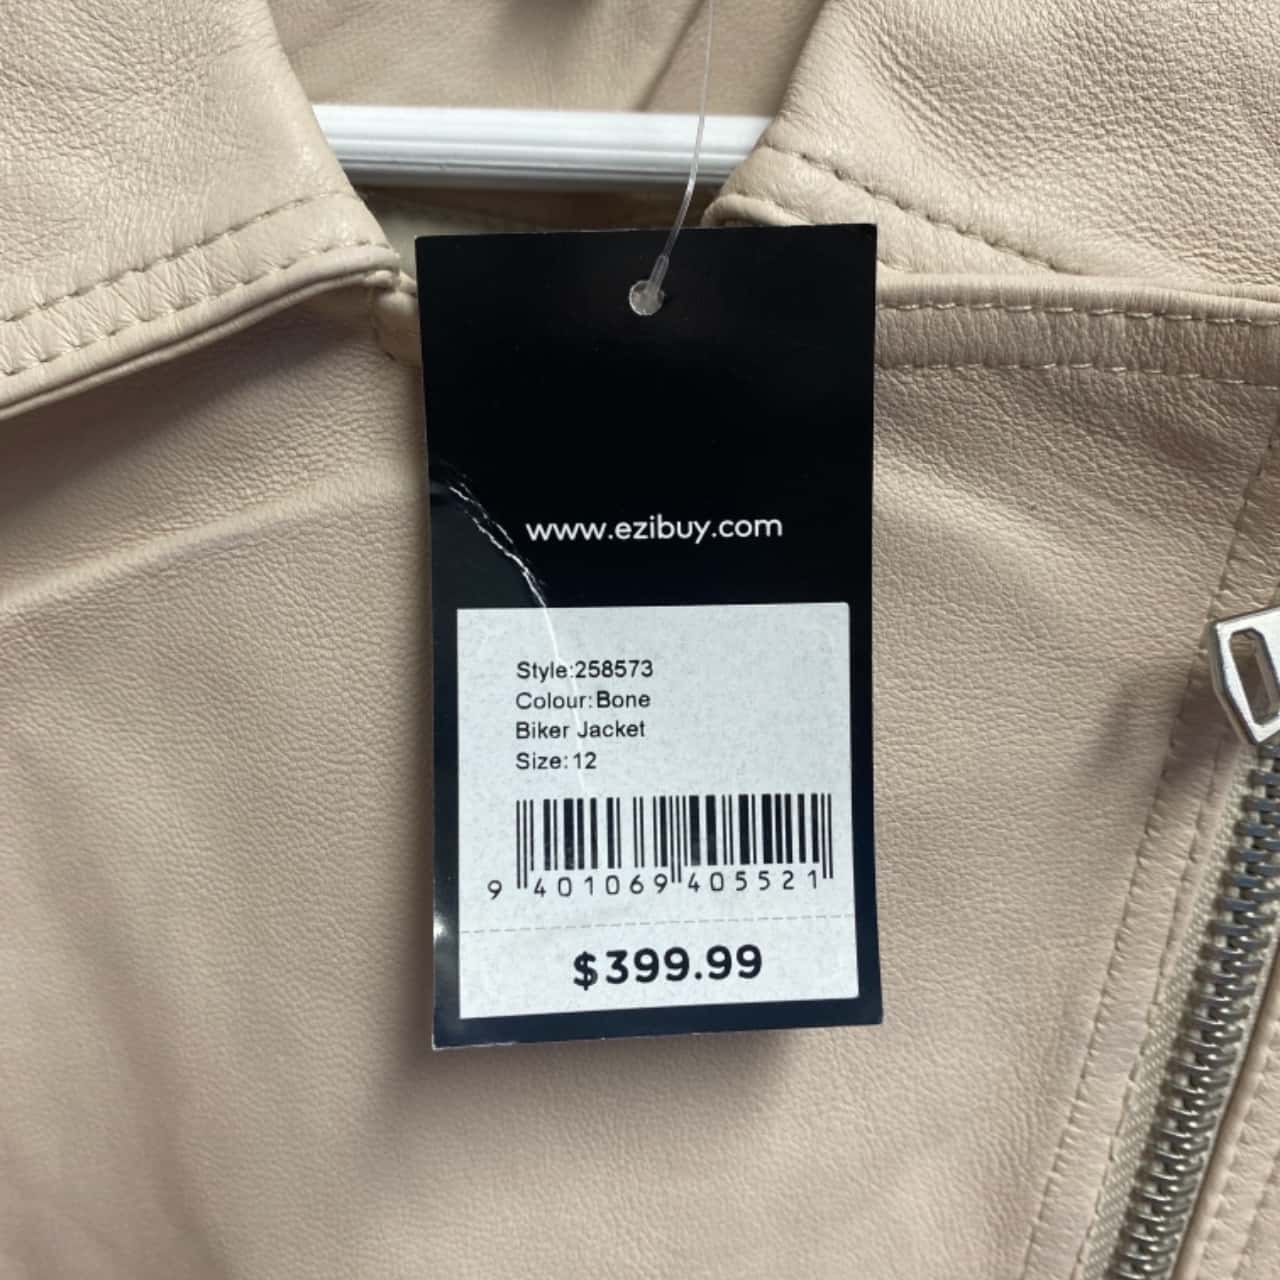 www.ezibuy.com
Style:258573
Colour:Bone
Biker Jacket
Size:12
9 401069 405521
$399.99